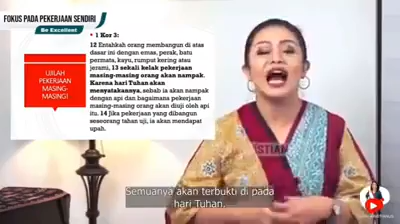 FOKUS PADA PEKERJAAN SENDIRI
Be Excellent
• 1 Kor 3:
12 Entahkah orang membangun di atas
dasar ini dengan emas, perak, batu
permata, kayu, rumput kering atau
jerami, 13 sekali kelak pekerjaan
masing-masing orang akan nampak.
Karena hari Tuhan akan
menyatakannya, sebab ia akan nampak
dengan api dan bagaimana pekerjaan
masing-masing orang akan diuji oleh api
itu. 14 Jika pekerjaan yang dibangun
seseorang tahan uji, ia akan mendapat
upah.
UJILAH
PEKERJAAN
MASING-
MASING!
Semuanya akan terbukti di pada
hari Tuhan.